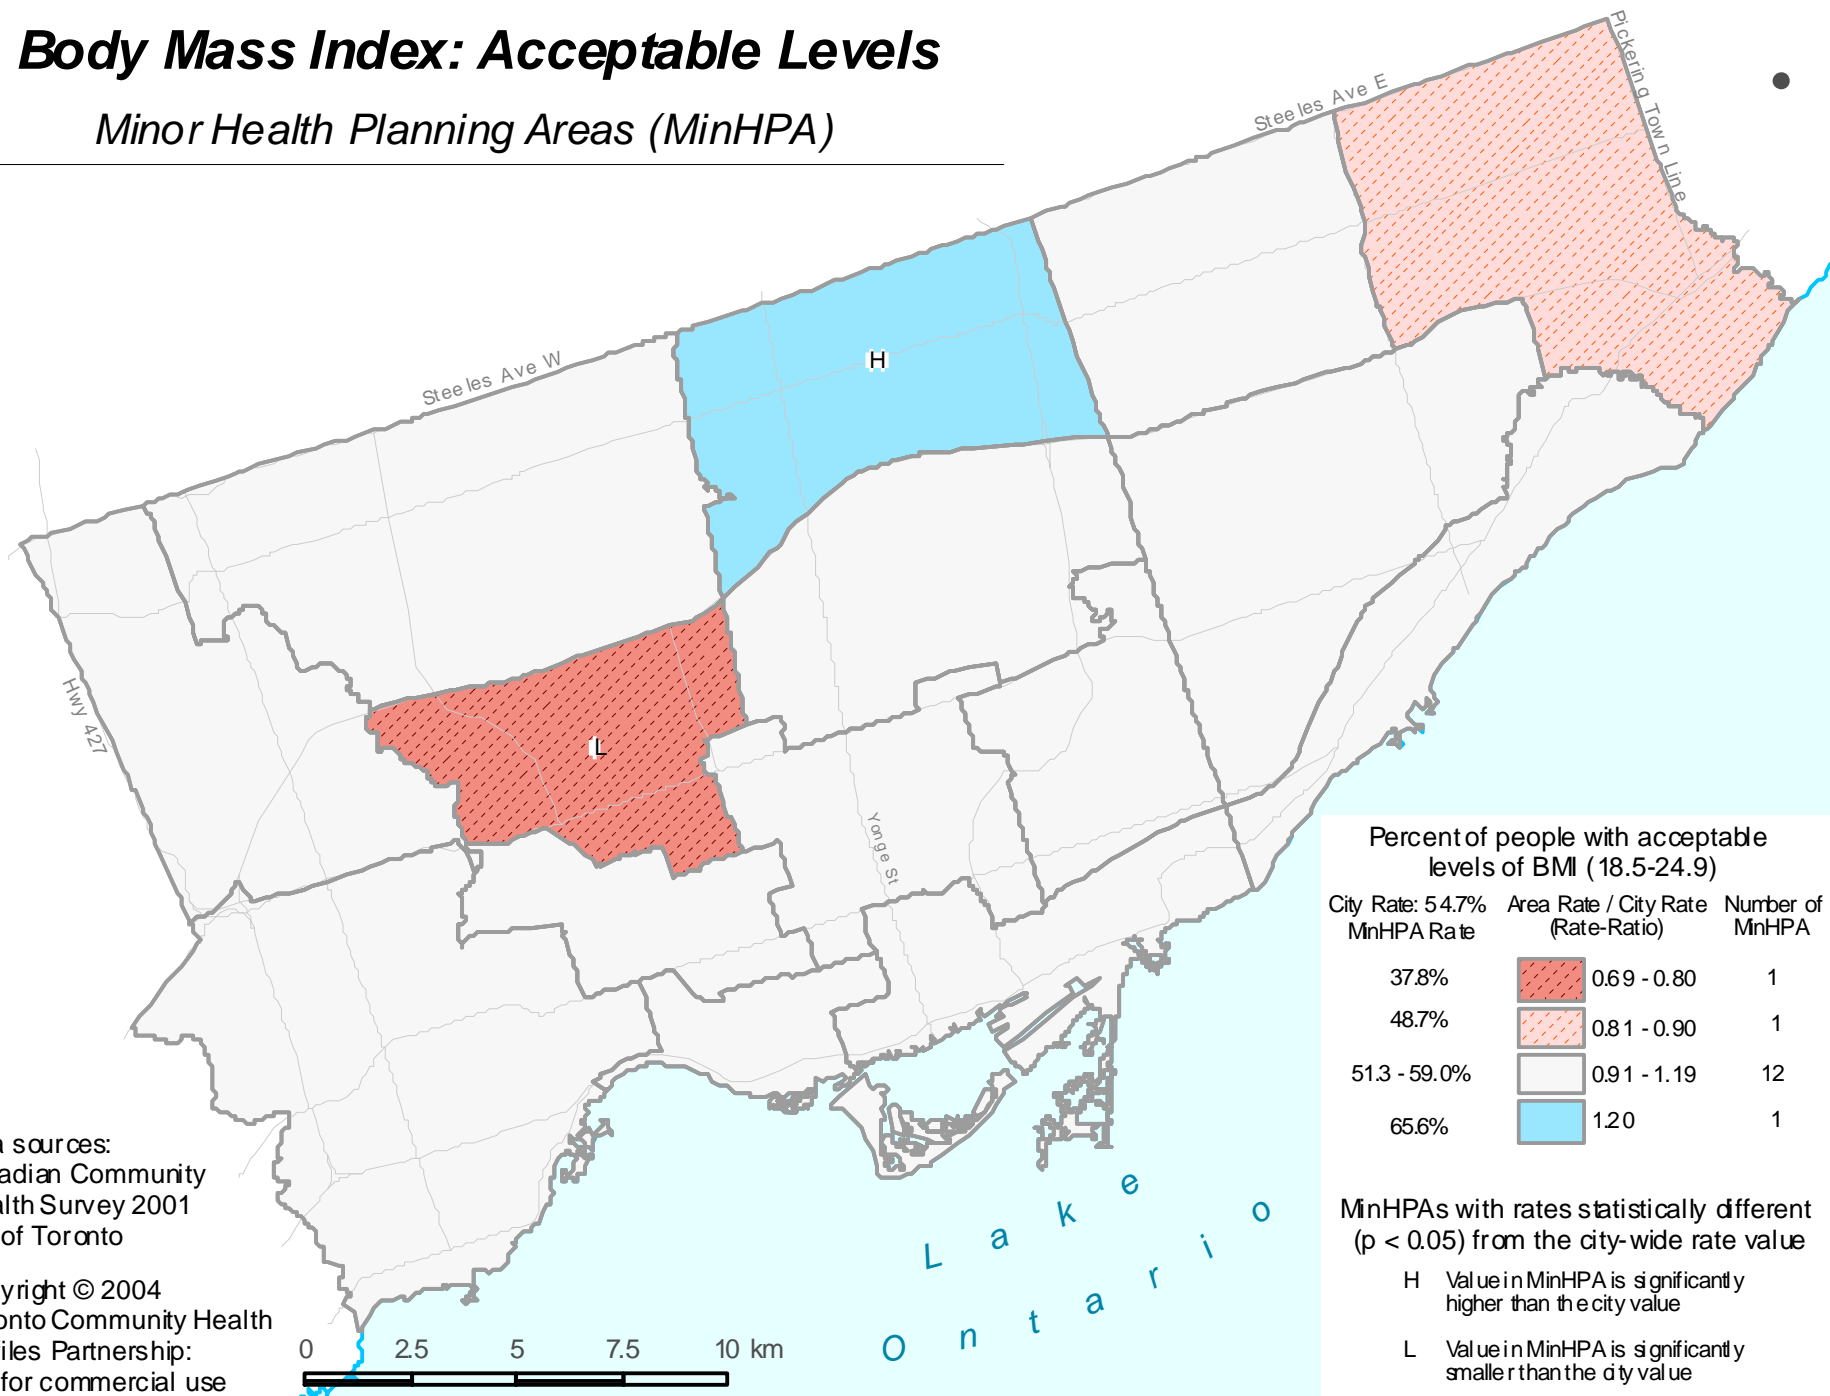 Body Mass Index: Acceptable Levels
Minor Health Planning Areas (MinHPA)
Pickering Town Line
Steeles Ave E
Steeles Ave W
H
Hwy 427
L
Yonge St
Percent of people with acceptable
levels of BMI (18.5-24.9)
City Rate: 54.7% Area Rate / City Rate Number of
MinHPA Rate (Rate-Ratio) MinHPA
37.8% 0.69 - 0.80 1
48.7% 0.81 - 0.90 1
51.3 - 59.0% 0.91 - 1.19 12
65.6% 1.20 1
MinHPAs with rates statistically different
(p < 0.05) from the city-wide rate value
H Value in MinHPA is significantly
higher than the city value
L Value in MinHPA is significantly
smaller than the city value
Lake
Ontario
a sources:
adian Community
alth Survey 2001
of Toronto
yright © 2004
onto Community Health
files Partnership:
for commercial use
0 2.5 5 7.5 10 km